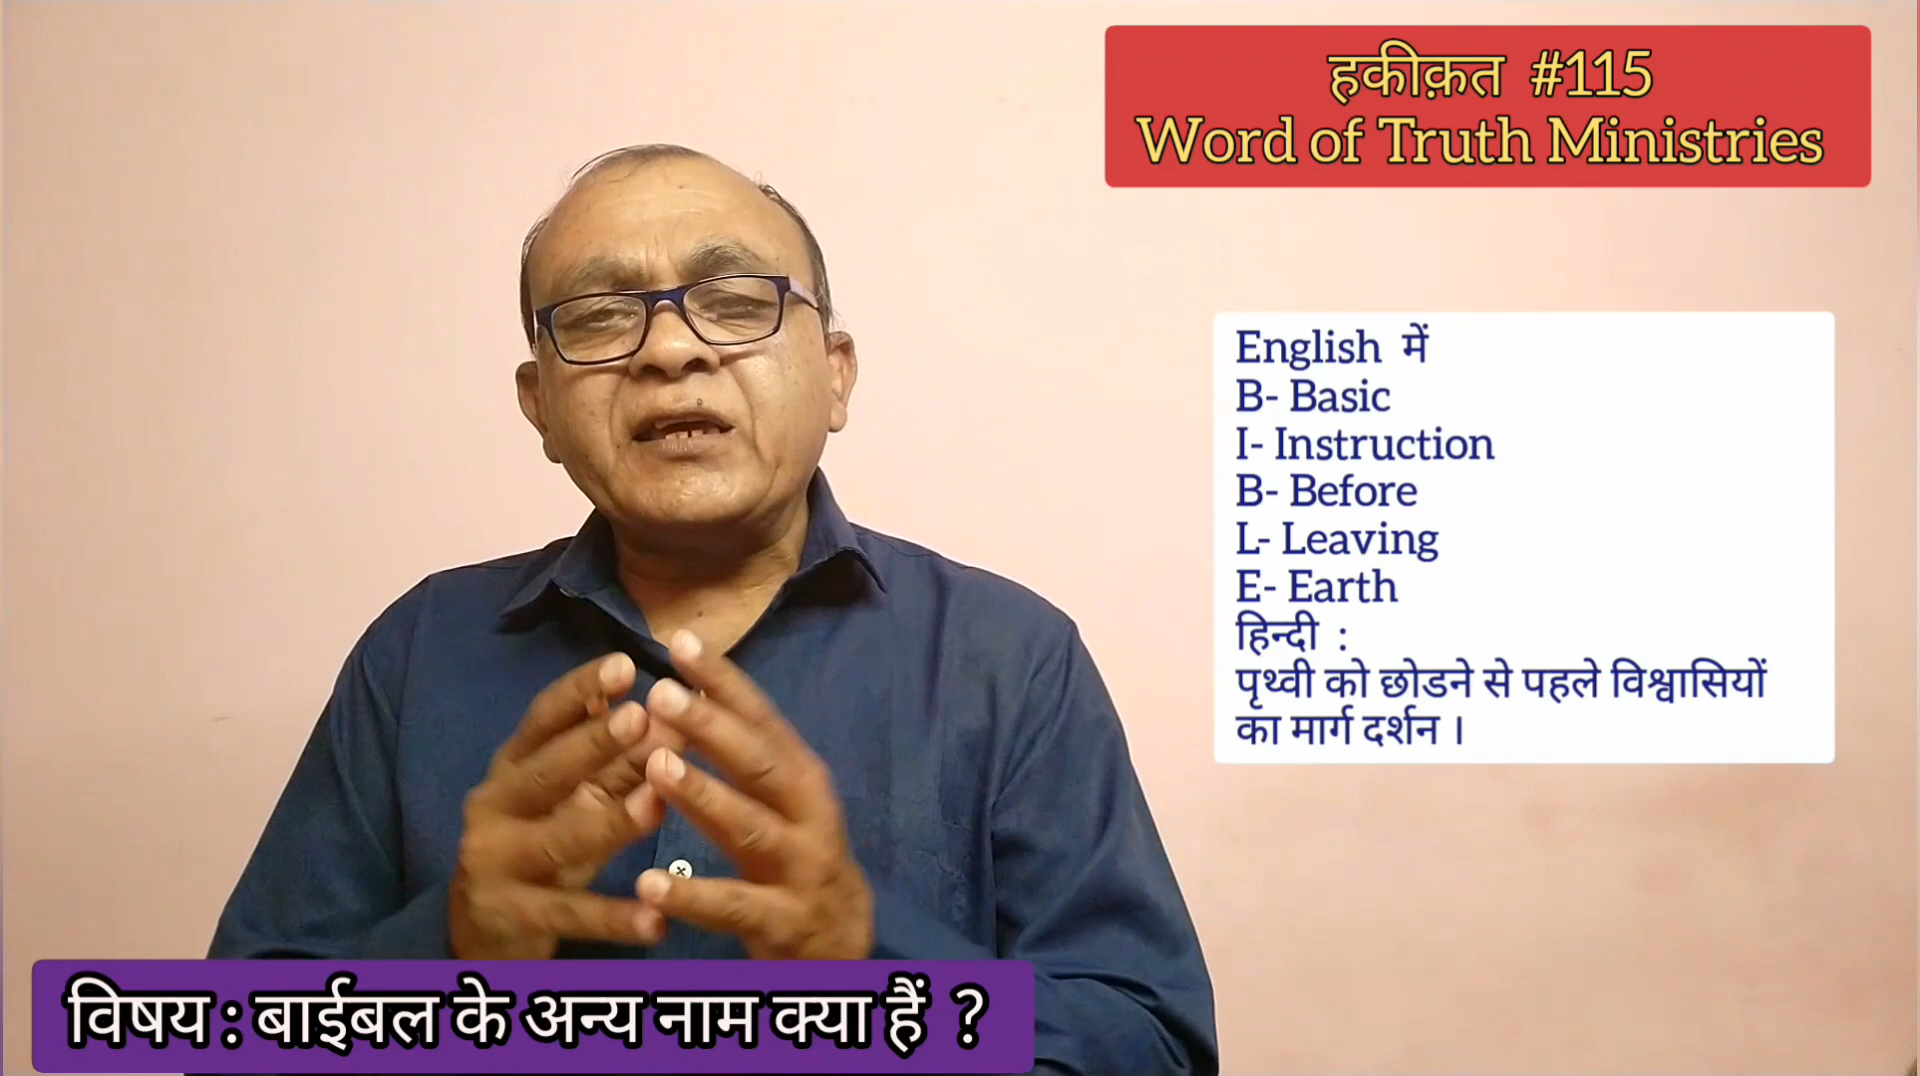 हकीक़त #115
Word of Truth Ministries
English में
B- Basic
I- Instruction
B- Before
L- Leaving
E- Earth
हिन्दी :
पृथ्वी को छोडने से पहले विश्वासियों
का मार्ग दर्शन ।
विषय : बाईबल के अन्य नाम क्या हैं ?